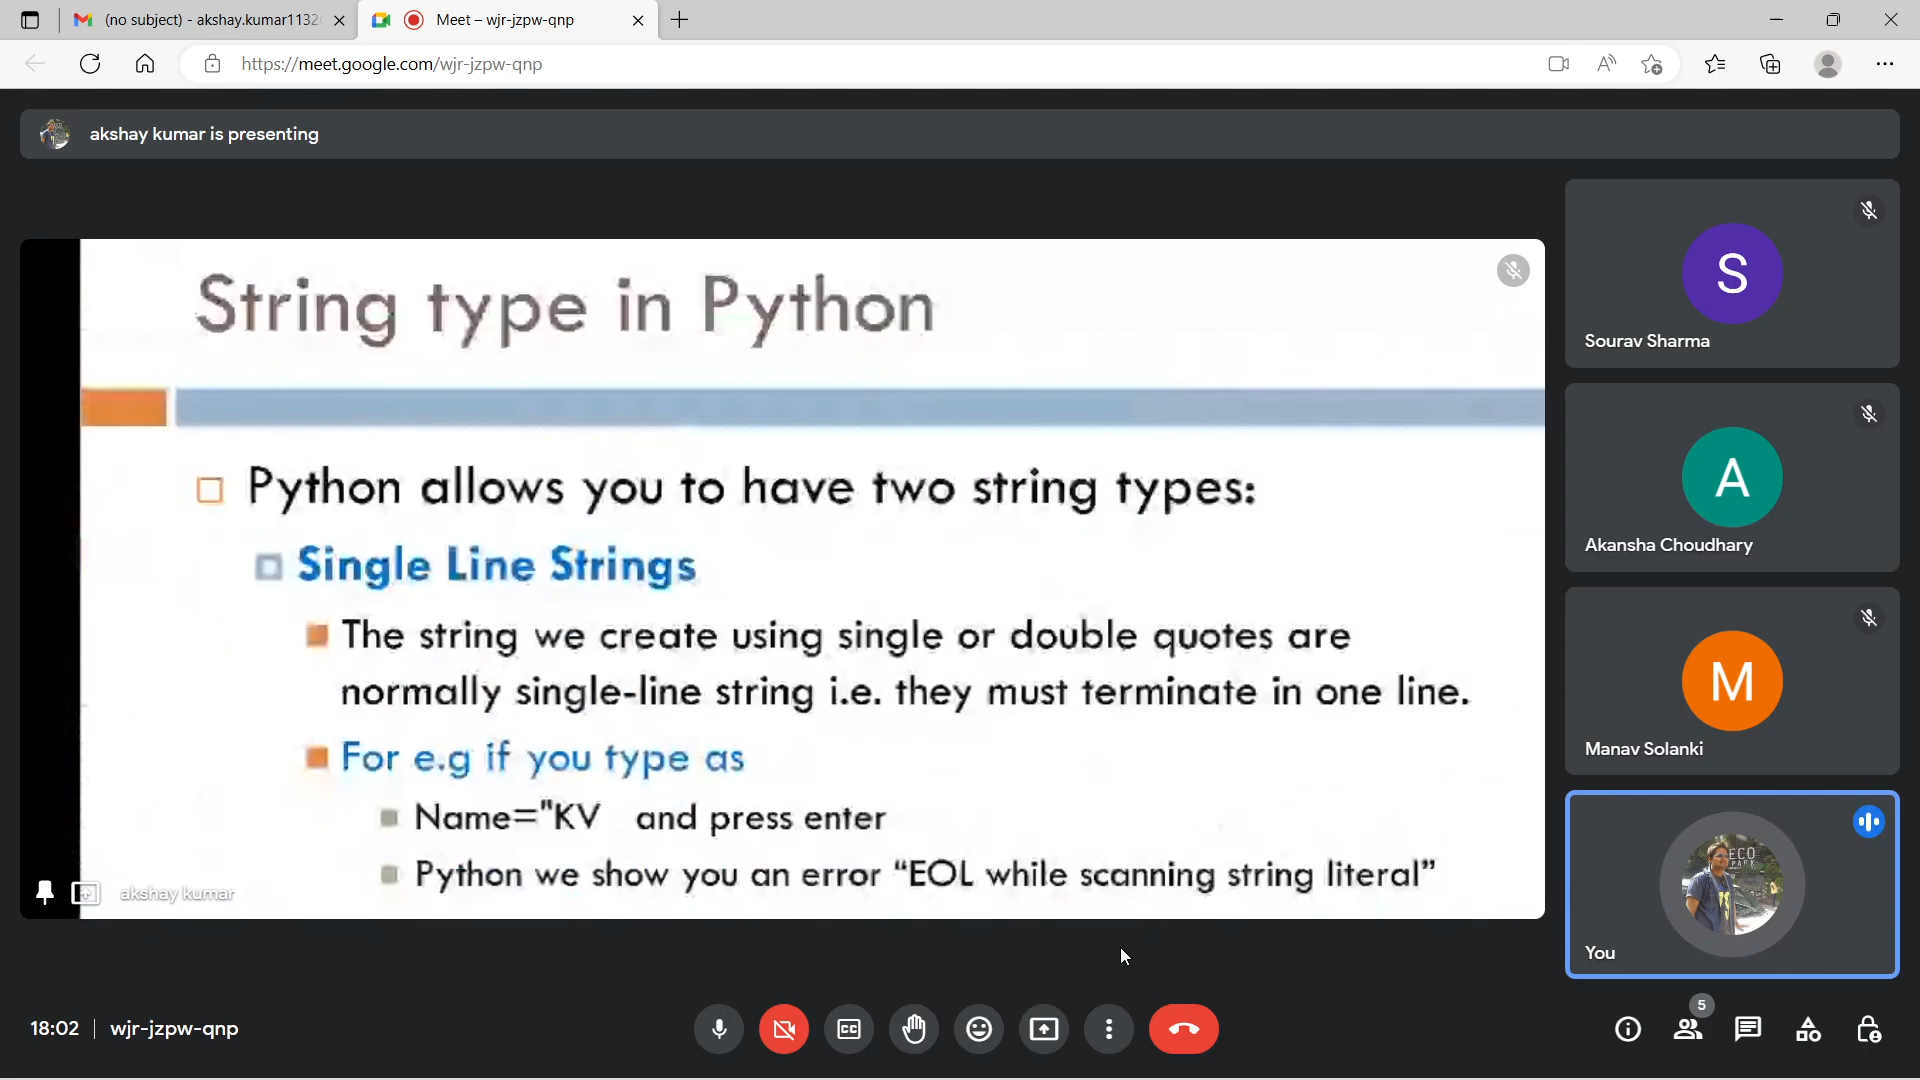 (no subject) - akshay.kumar1132
Meet – wjr-jzpw-qnp
https://meet.google.com/wjr-jzpw-qnp
akshay kumar is presenting
String type in Python
Python allows you to have two string types:
Single Line Strings
The string we create using single or double quotes are
normally single-line string i.e. they must terminate in one line.
For e.g if you type as
Name="KV and press enter
Python we show you an error “EOL while scanning string literal”
akshay kumar
S
Sourav Sharma
A
Akansha Choudhary
M
Manav Solanki
ECO
PARK
You
18:02
wjr-jzpw-qnp
CC
5